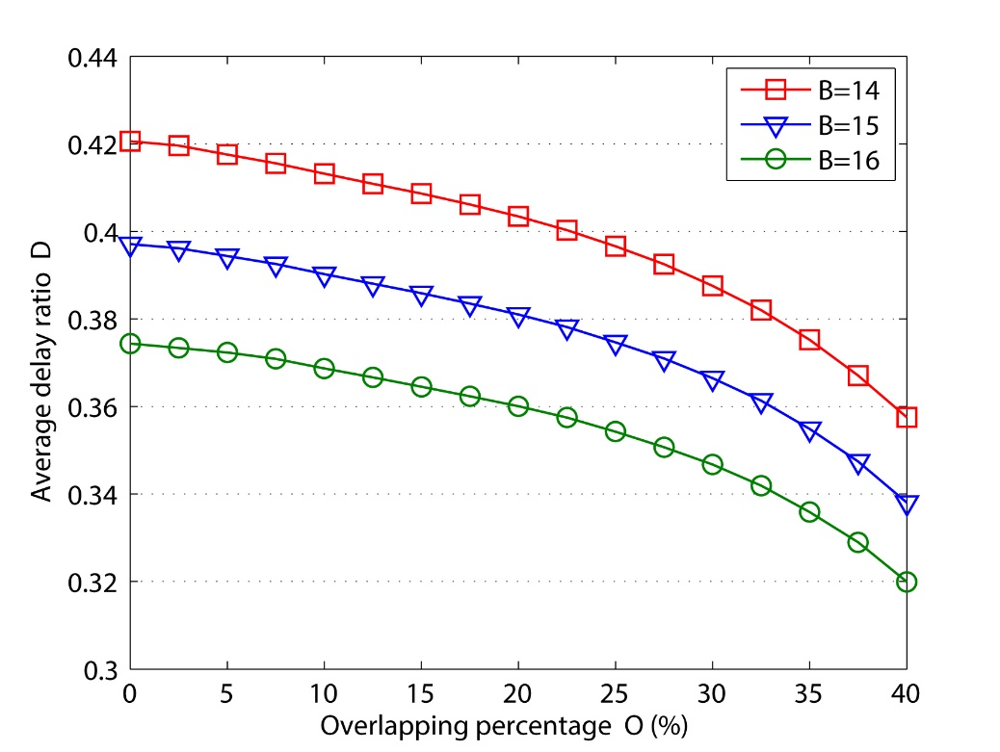 0.44
0.42
0.4
0.38
0.36
0.34
0.32
0.3
Average delay ratio D
B=14
B=15
B=16
0 5 10 15 20 25 30 35 40
Overlapping percentage O (%)